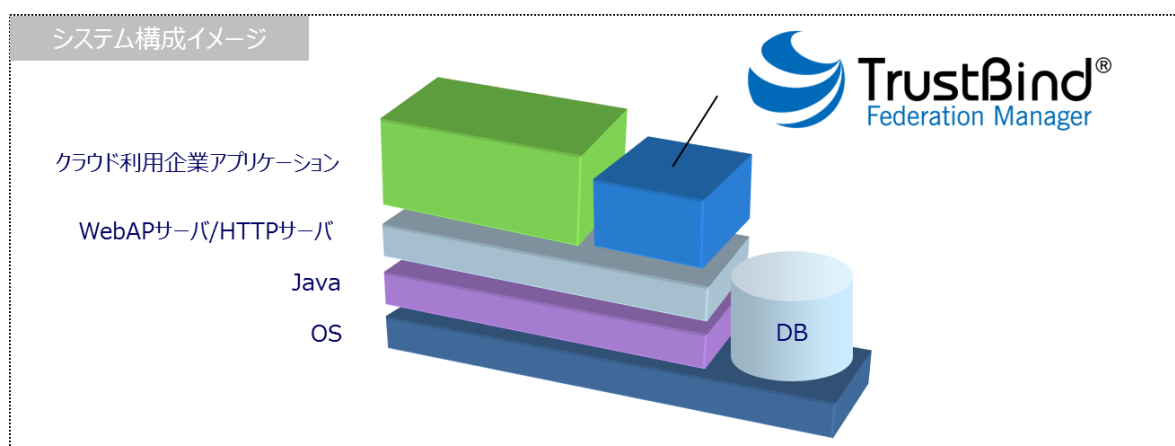 システム構成イメージ
TrustBind®
Federation Manager
クラウド利用企業アプリケーション
WebAPサーバ/HTTPサーバ
Java
OS
DB